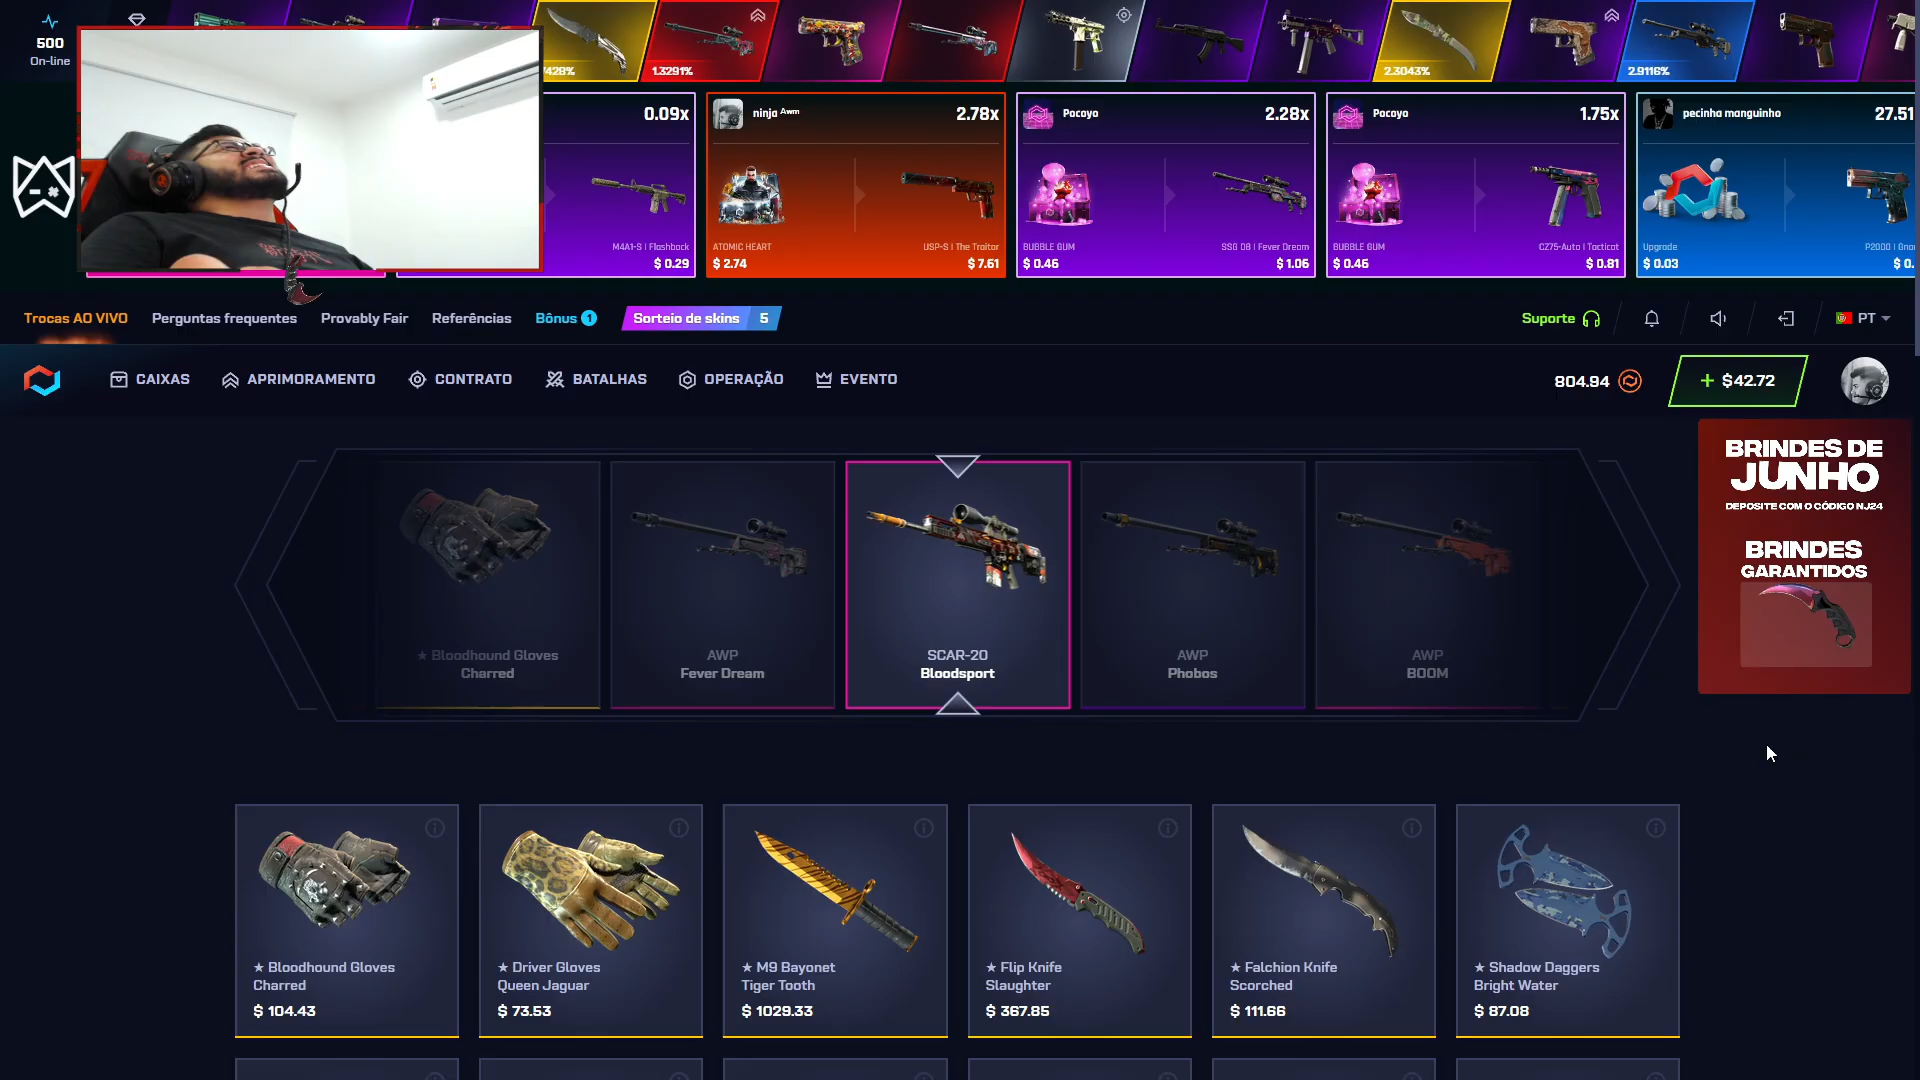 500
On-line
1.3291%
2.3043%
2.9116%
0.09x
M4A1-S | Flashback
$ 0.29
ninja ᴬʷᵐ
2.78x
ATOMIC HEART
$ 2.74
USP-S | The Traitor
$ 7.61
Pocoyo
2.28x
BUBBLE GUM
$ 0.46
SSG 08 | Fever Dream
$ 1.06
Pocoyo
1.75x
BUBBLE GUM
$ 0.46
CZ75-Auto | Tacticat
$ 0.81
pecinha manguinho
27.51
Upgrade
$ 0.03
P2000 | Gnar
$ 0.
Trocas AO VIVO
Perguntas frequentes
Provably Fair
Referências
Bônus 1
Sorteio de skins 5
Suporte
PT
CAIXAS
APRIMORAMENTO
CONTRATO
BATALHAS
OPERAÇÃO
EVENTO
804.94
+ $ 42.72
★ Bloodhound Gloves
Charred
AWP
Fever Dream
SCAR-20
Bloodsport
AWP
Phobos
AWP
BOOM
BRINDES DE
JUNHO
DEPOSITE COM O CÓDIGO NJ24
BRINDES
GARANTIDOS
★ Bloodhound Gloves
Charred
$ 104.43
★ Driver Gloves
Queen Jaguar
$ 73.53
★ M9 Bayonet
Tiger Tooth
$ 1029.33
★ Flip Knife
Slaughter
$ 367.85
★ Falchion Knife
Scorched
$ 111.66
★ Shadow Daggers
Bright Water
$ 87.08